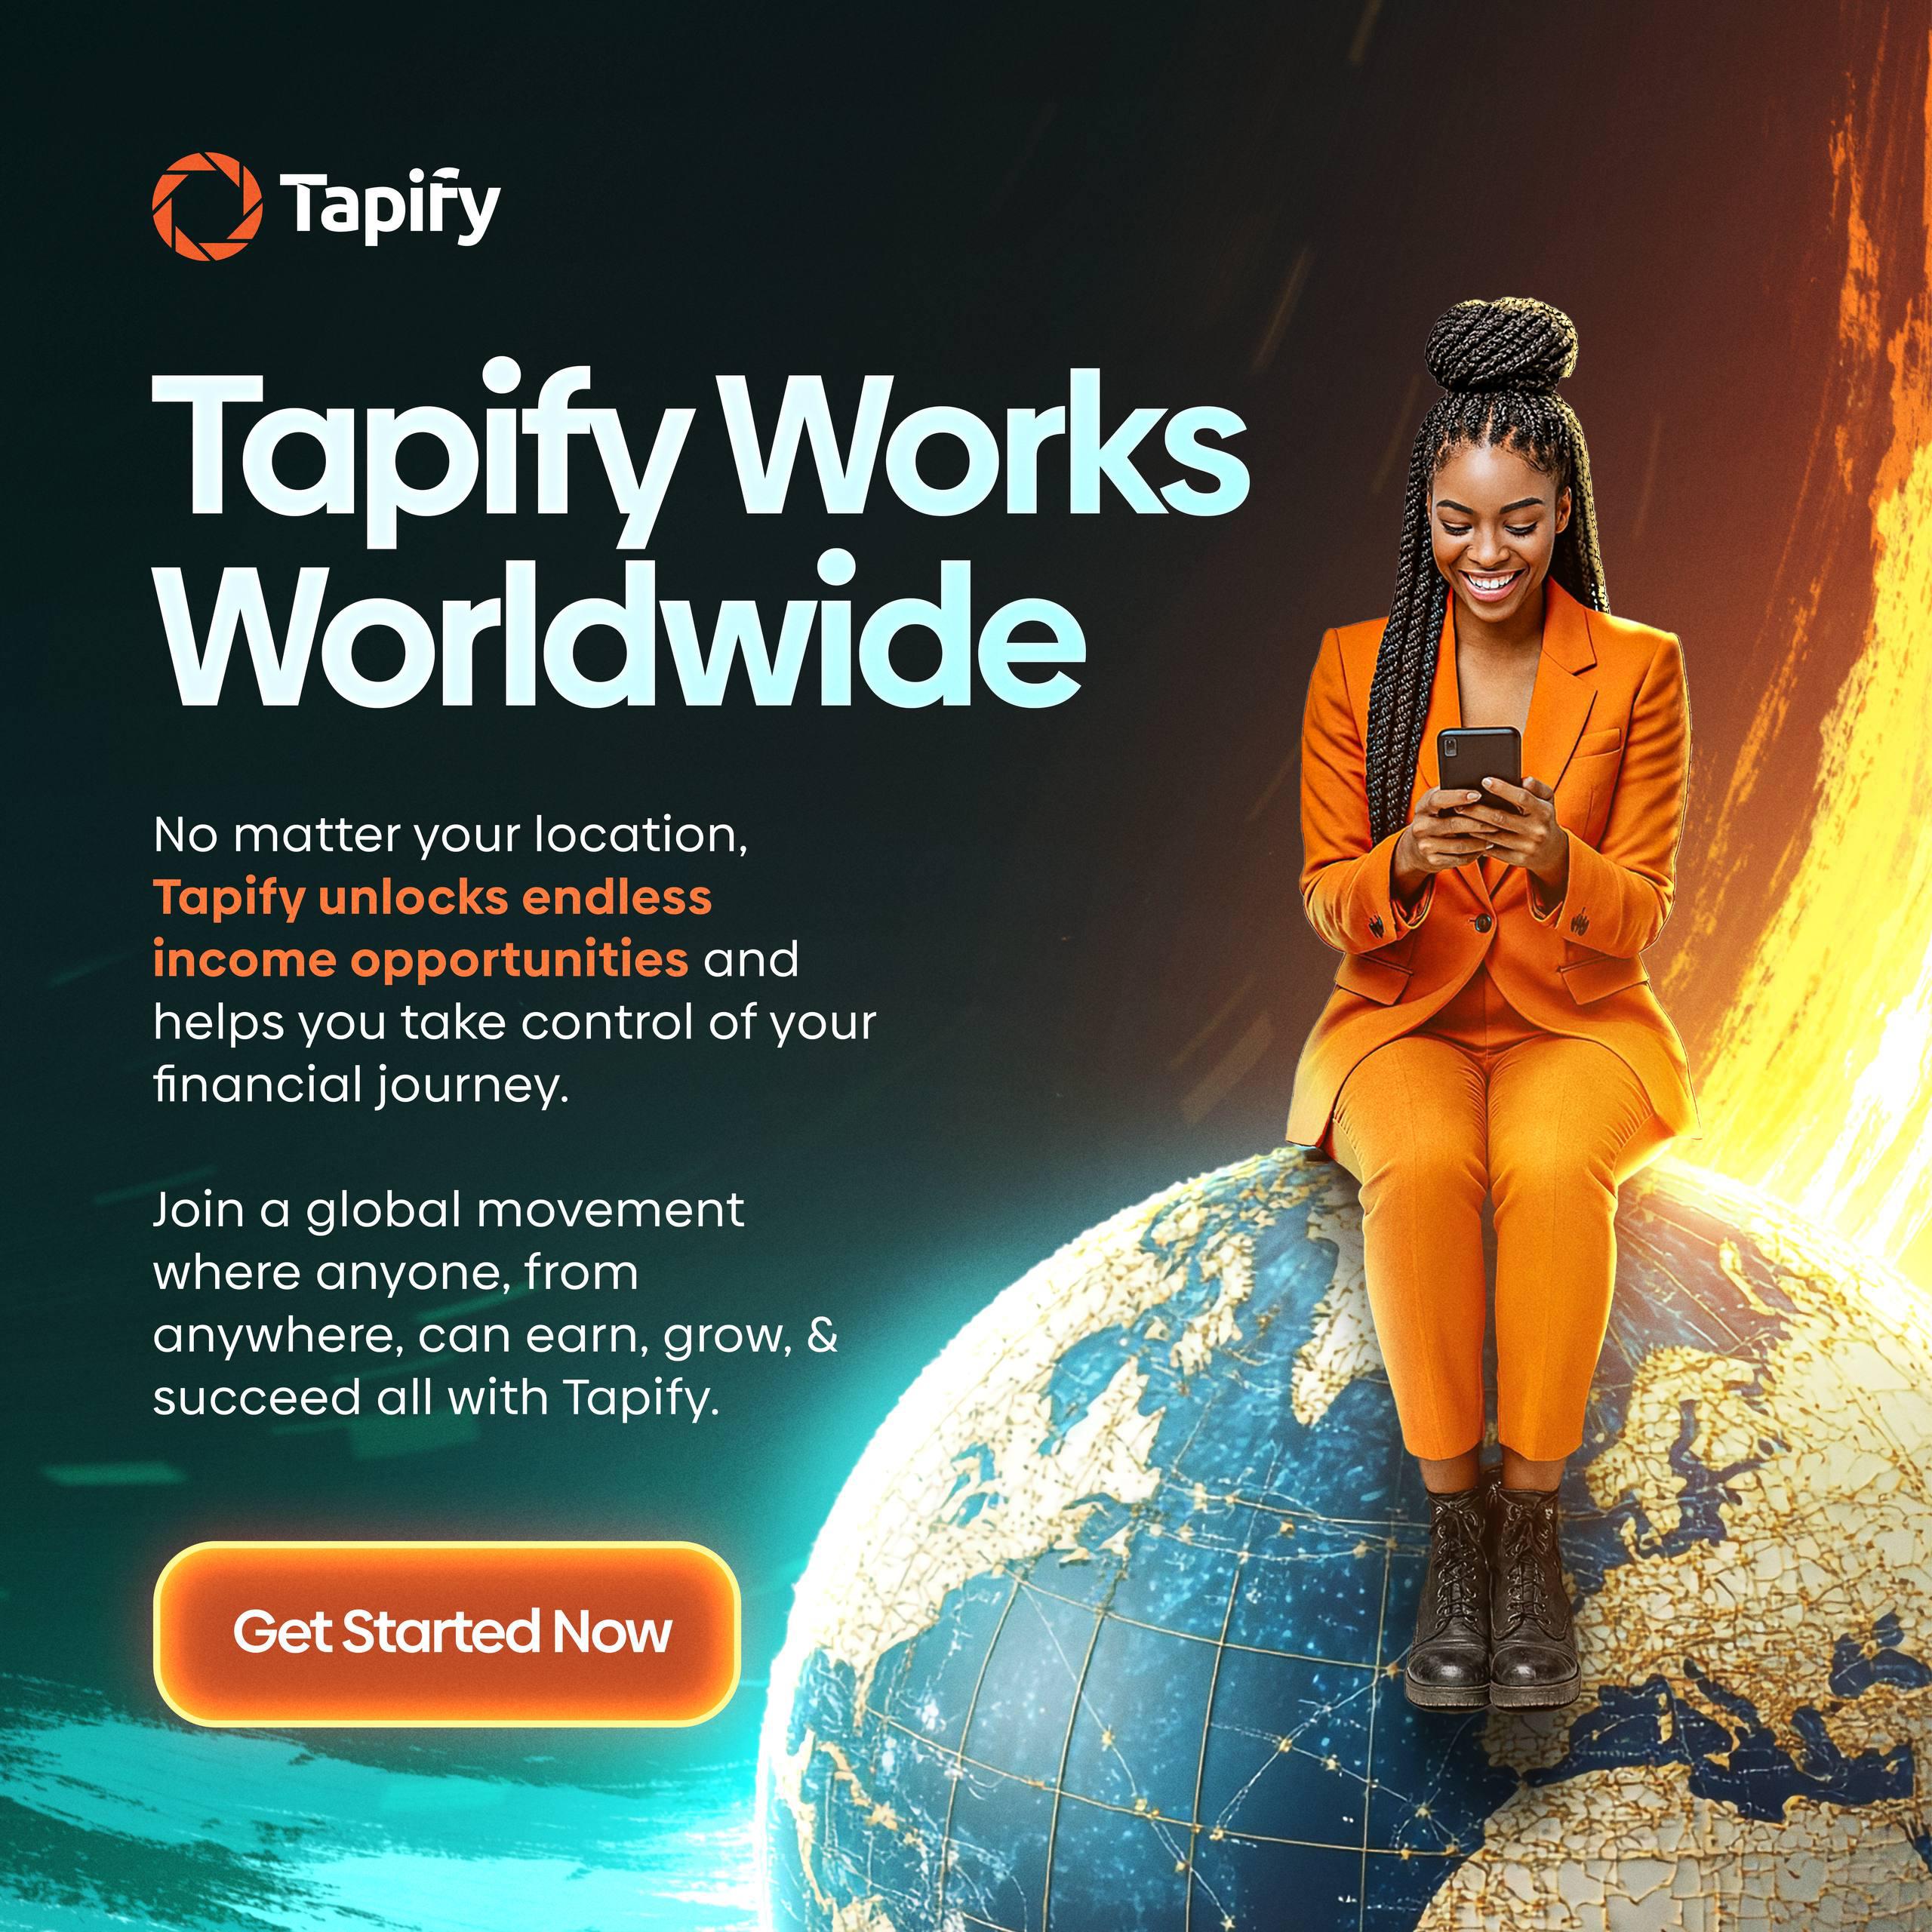 Tapify
Tapify Works
Worldwide
No matter your location,
Tapify unlocks endless
income opportunities and
helps you take control of your
financial journey.
Join a global movement
where anyone, from
anywhere, can earn, grow, &
succeed all with Tapify.
Get Started Now